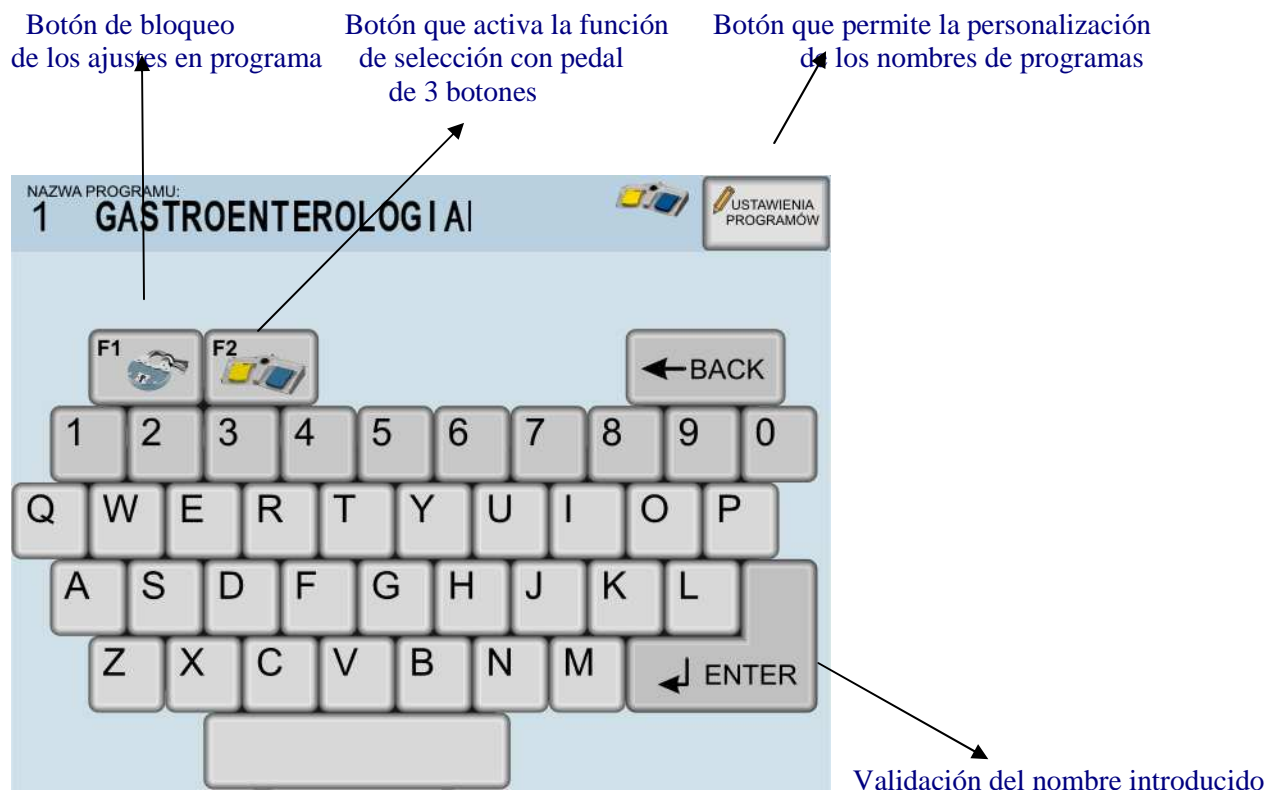 Botón de bloqueo
de los ajustes en programa
Botón que activa la función
de selección con pedal
de 3 botones
Botón que permite la personalización
de los nombres de programas
NAZWA PROGRAMU:
1 GASTROENTEROLOGIA
USTAWIENIA
PROGRAMÓW
F1 F2 BACK
1 2 3 4 5 6 7 8 9 0
Q W E R T Y U I O P
A S D F G H J K L
Z X C V B N M ENTER
Validación del nombre introducido